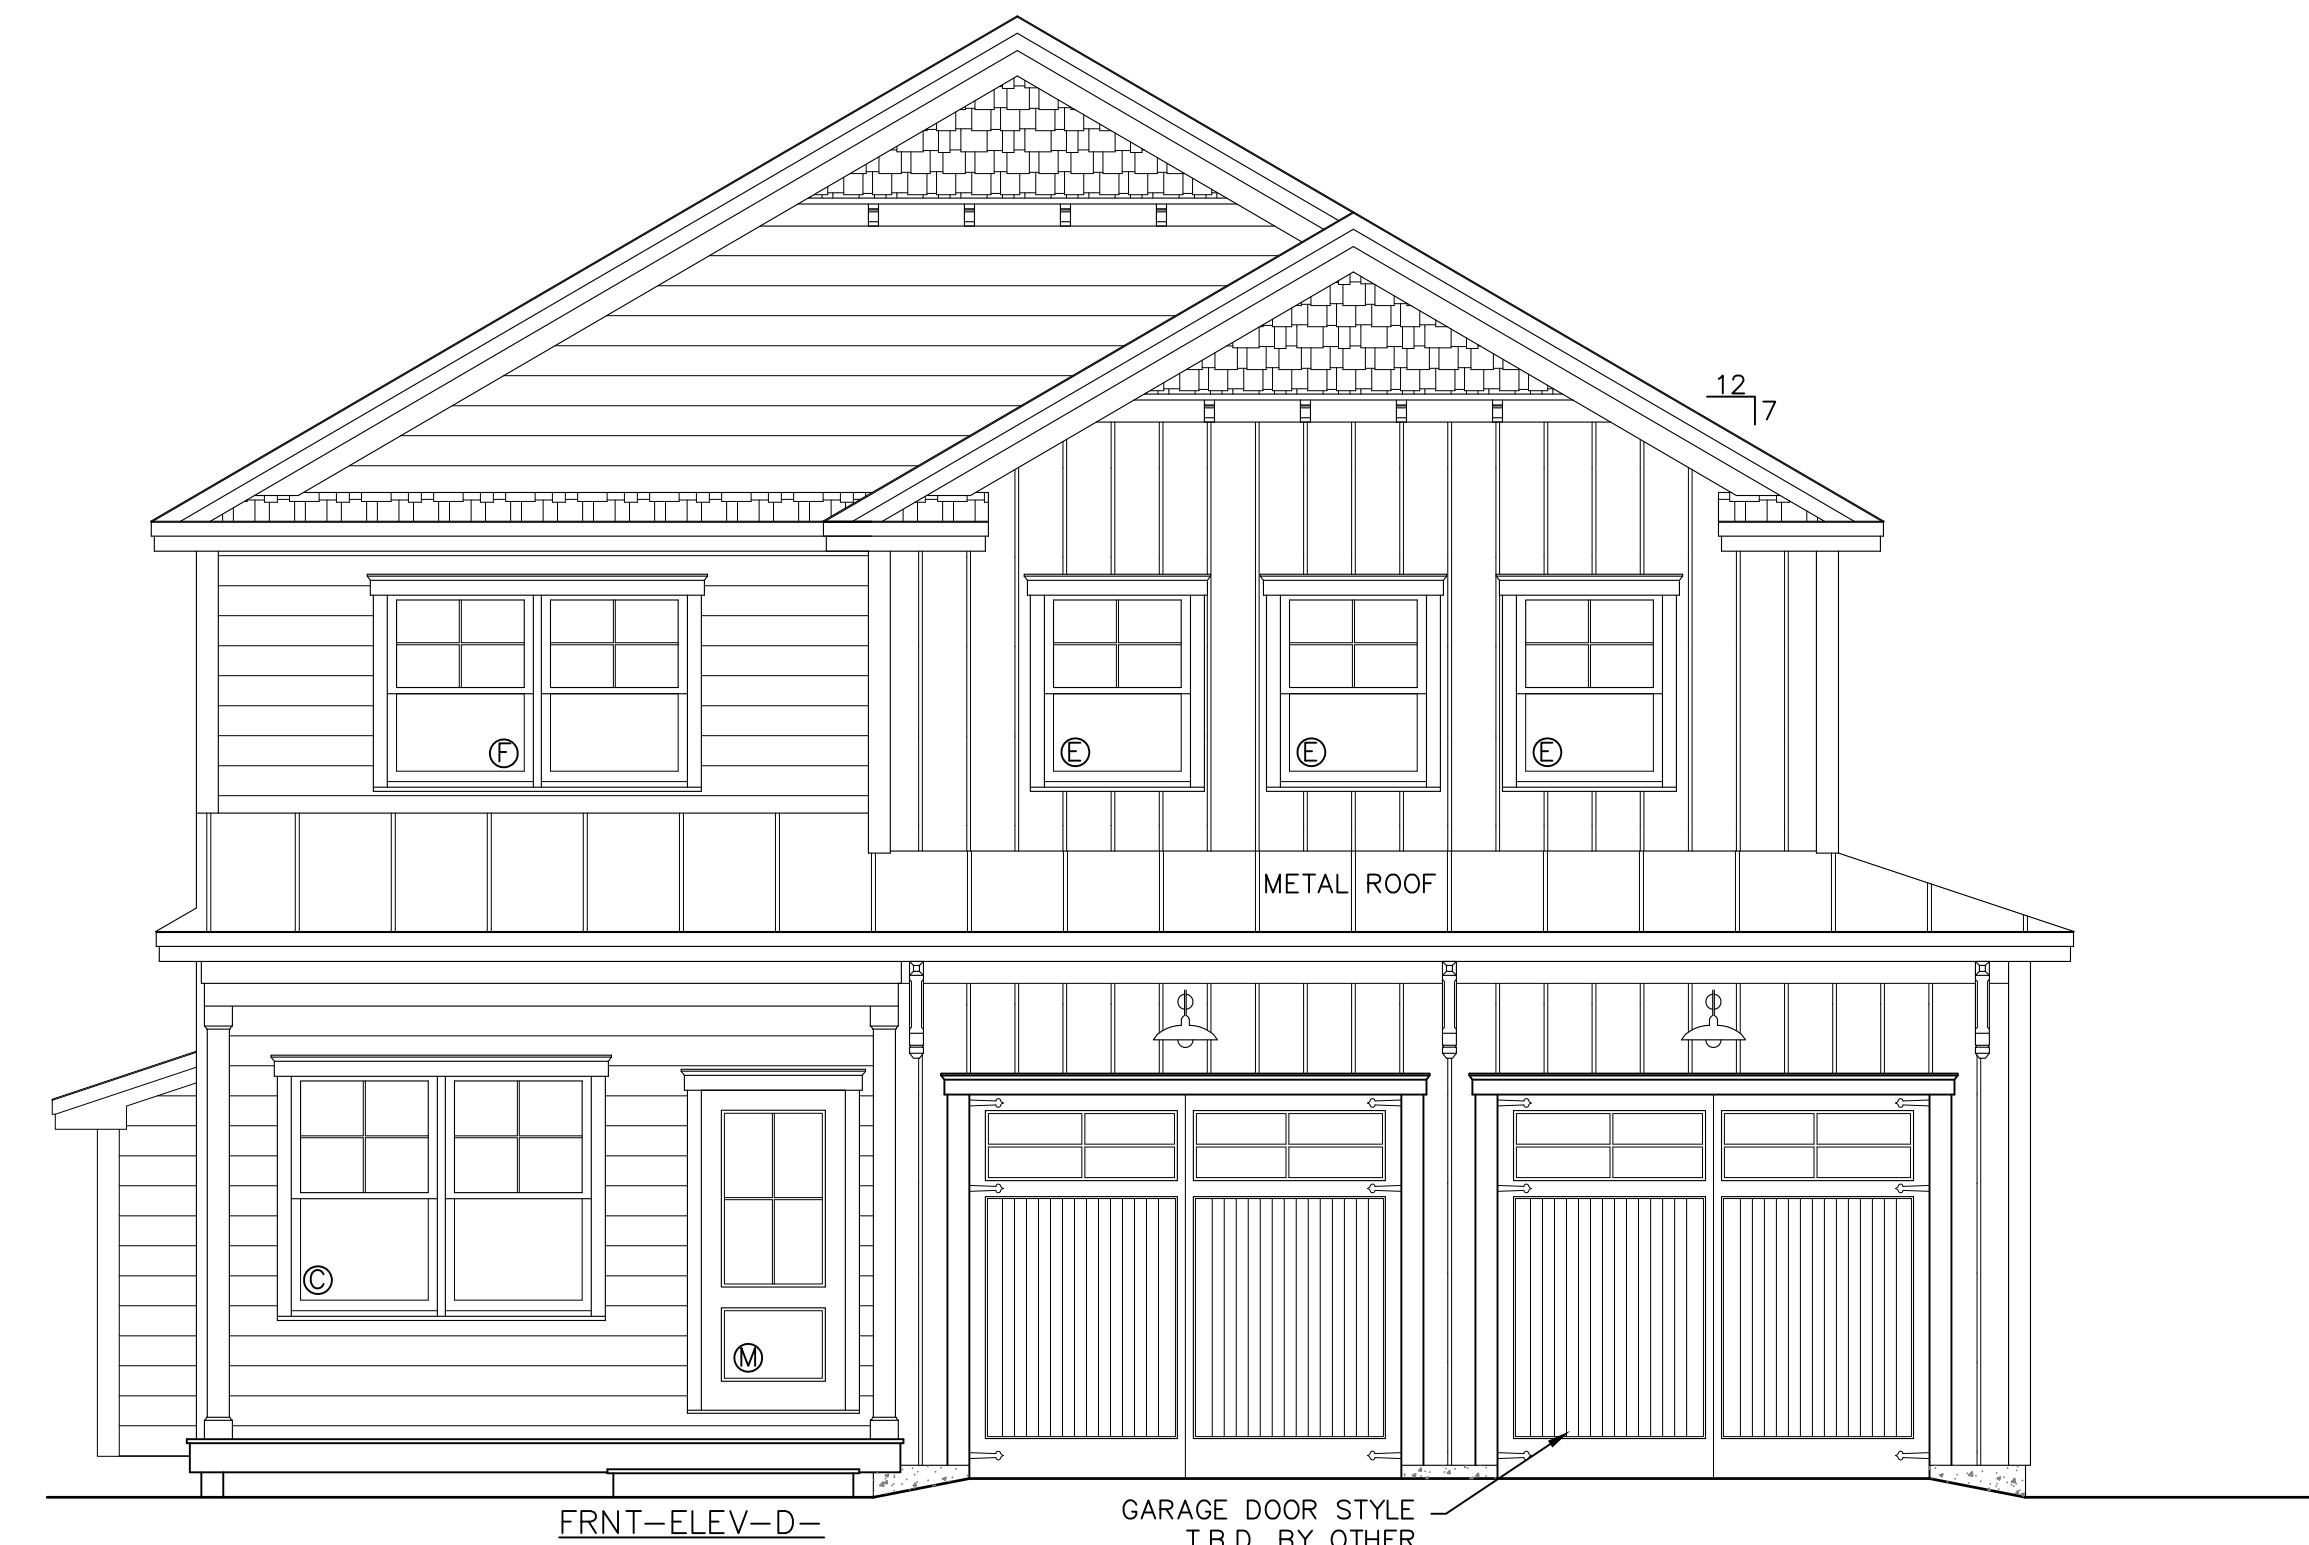 12
7
F
E
E
E
METAL ROOF
C
M
GARAGE DOOR STYLE
T.B.D. BY OTHER
FRNT-ELEV-D-